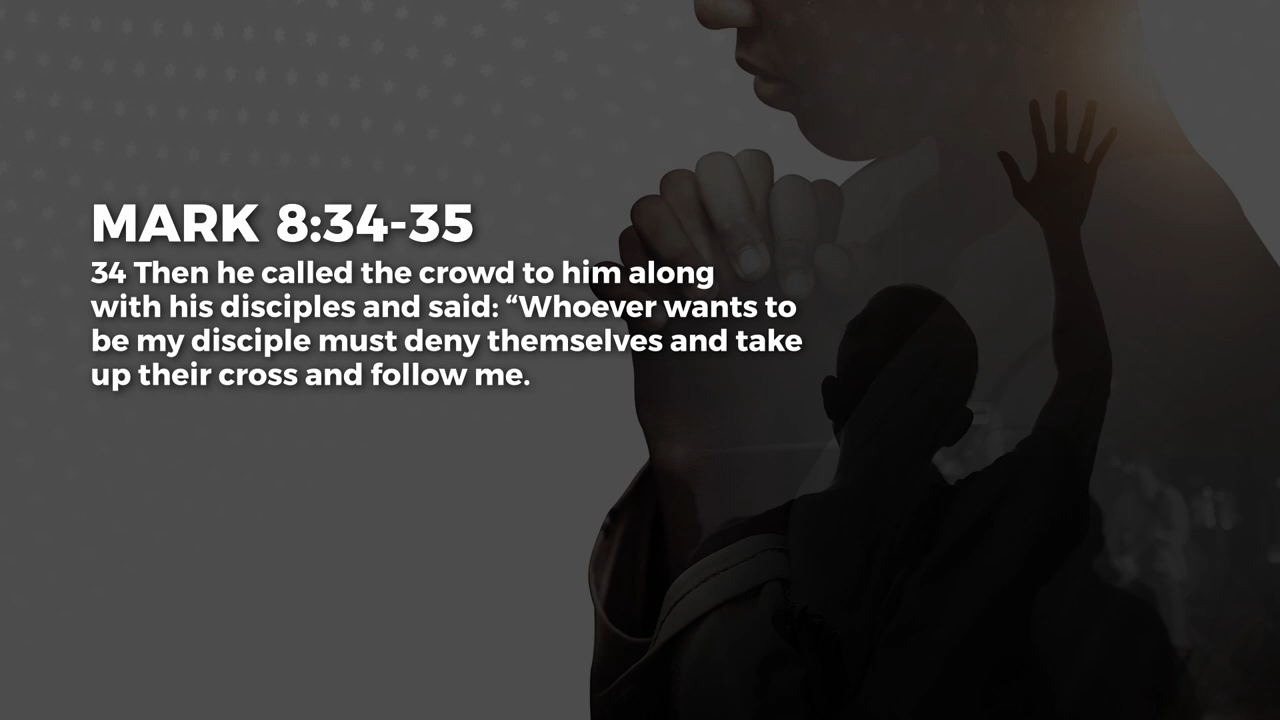 MARK 8:34-35
34 Then he called the crowd to him along
with his disciples and said: “Whoever wants to
be my disciple must deny themselves and take
up their cross and follow me.